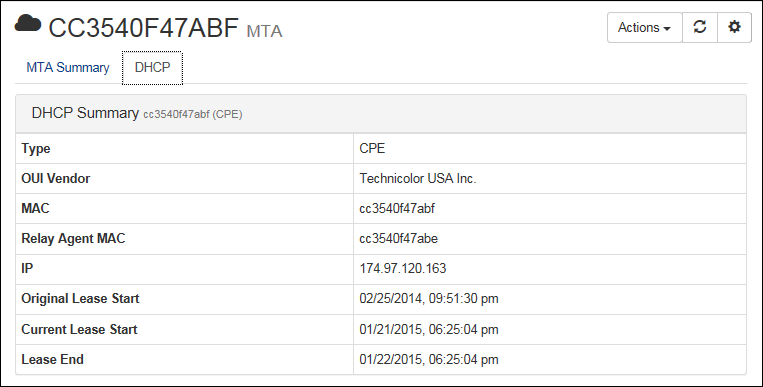 CC3540F47ABF MTA
Actions
MTA Summary DHCP
DHCP Summary cc3540f47abf (CPE)
Type CPE
OUI Vendor Technicolor USA Inc.
MAC cc3540f47abf
Relay Agent MAC cc3540f47abe
IP 174.97.120.163
Original Lease Start 02/25/2014, 09:51:30 pm
Current Lease Start 01/21/2015, 06:25:04 pm
Lease End 01/22/2015, 06:25:04 pm